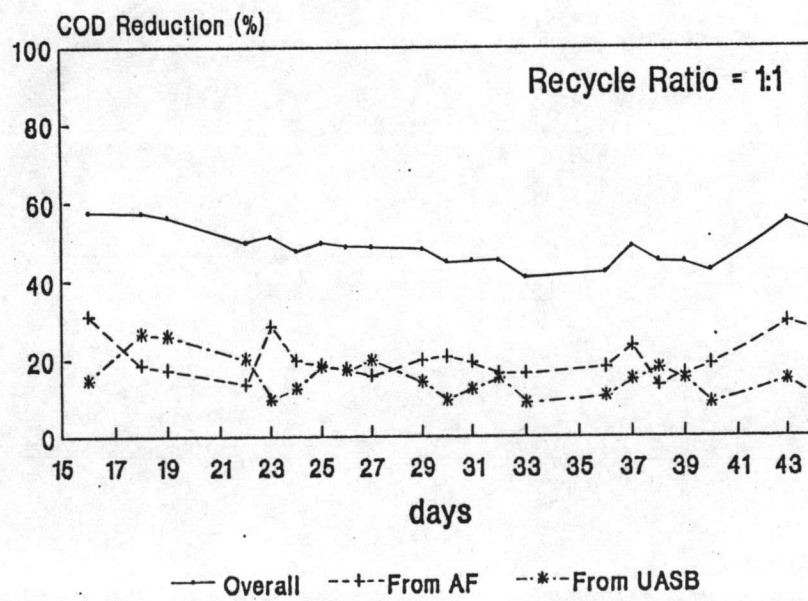 COD Reduction (%)
100
Recycle Ratio = 1:1
80
60
40
20
0
15 17 19 21 23 25 27 29 31 33 35 37 39 41 43
days
Overall From AF From UASB